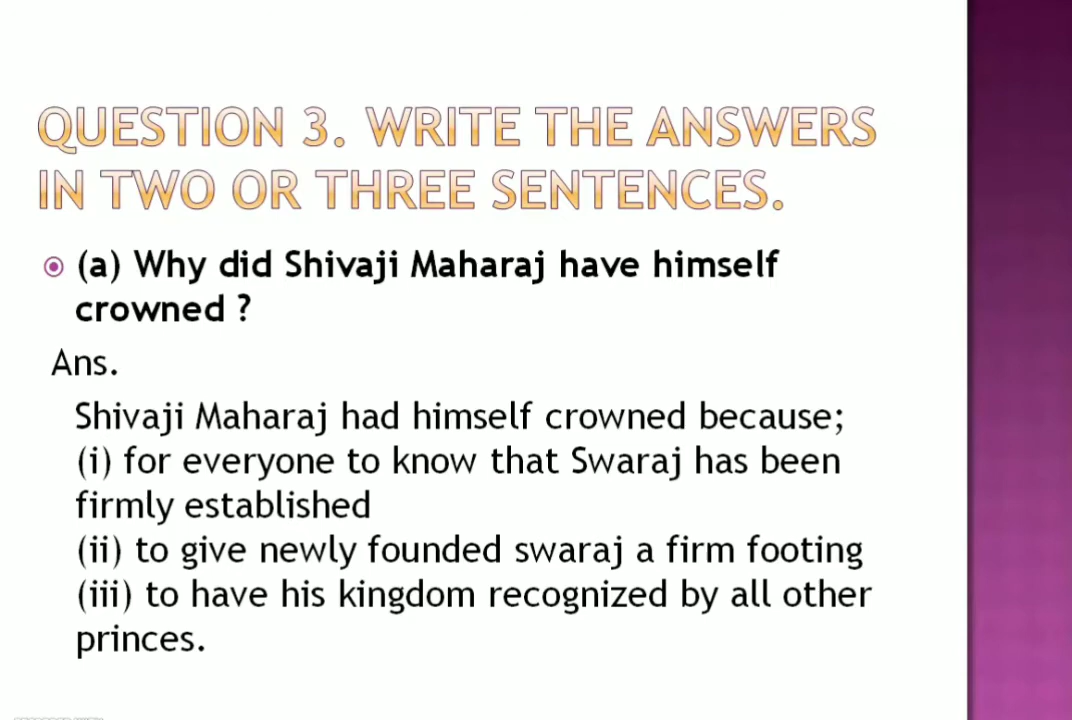 QUESTION 3. WRITE THE ANSWERS
IN TWO OR THREE SENTENCES.
(a) Why did Shivaji Maharaj have himself
crowned ?
Ans.
Shivaji Maharaj had himself crowned because;
(i) for everyone to know that Swaraj has been
firmly established
(ii) to give newly founded swaraj a firm footing
(iii) to have his kingdom recognized by all other
princes.